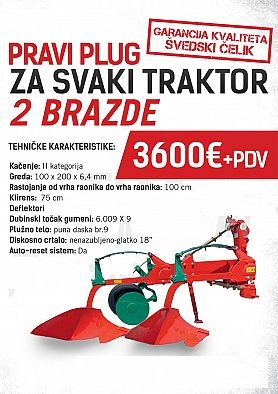 GARANCIJA KVALITETA
ŠVEDSKI ČELIK
PRAVI PLUG
ZA SVAKI TRAKTOR
2 BRAZDE
TEHNIČKE KARAKTERISTIKE:
3600€+PDV
Kačenje: II kategorija
Greda: 100 x 200 x 6,4 mm
Rastojanje od vrha raonika do vrha raonika: 100 cm
Klirens: 75 cm
Deflektori
Dubinski točak gumeni: 6.009 X 9
Plužno telo: puna daska br.9
Diskosno crtalo: nenazubljeno-glatko 18"
Auto-reset sistem: Da